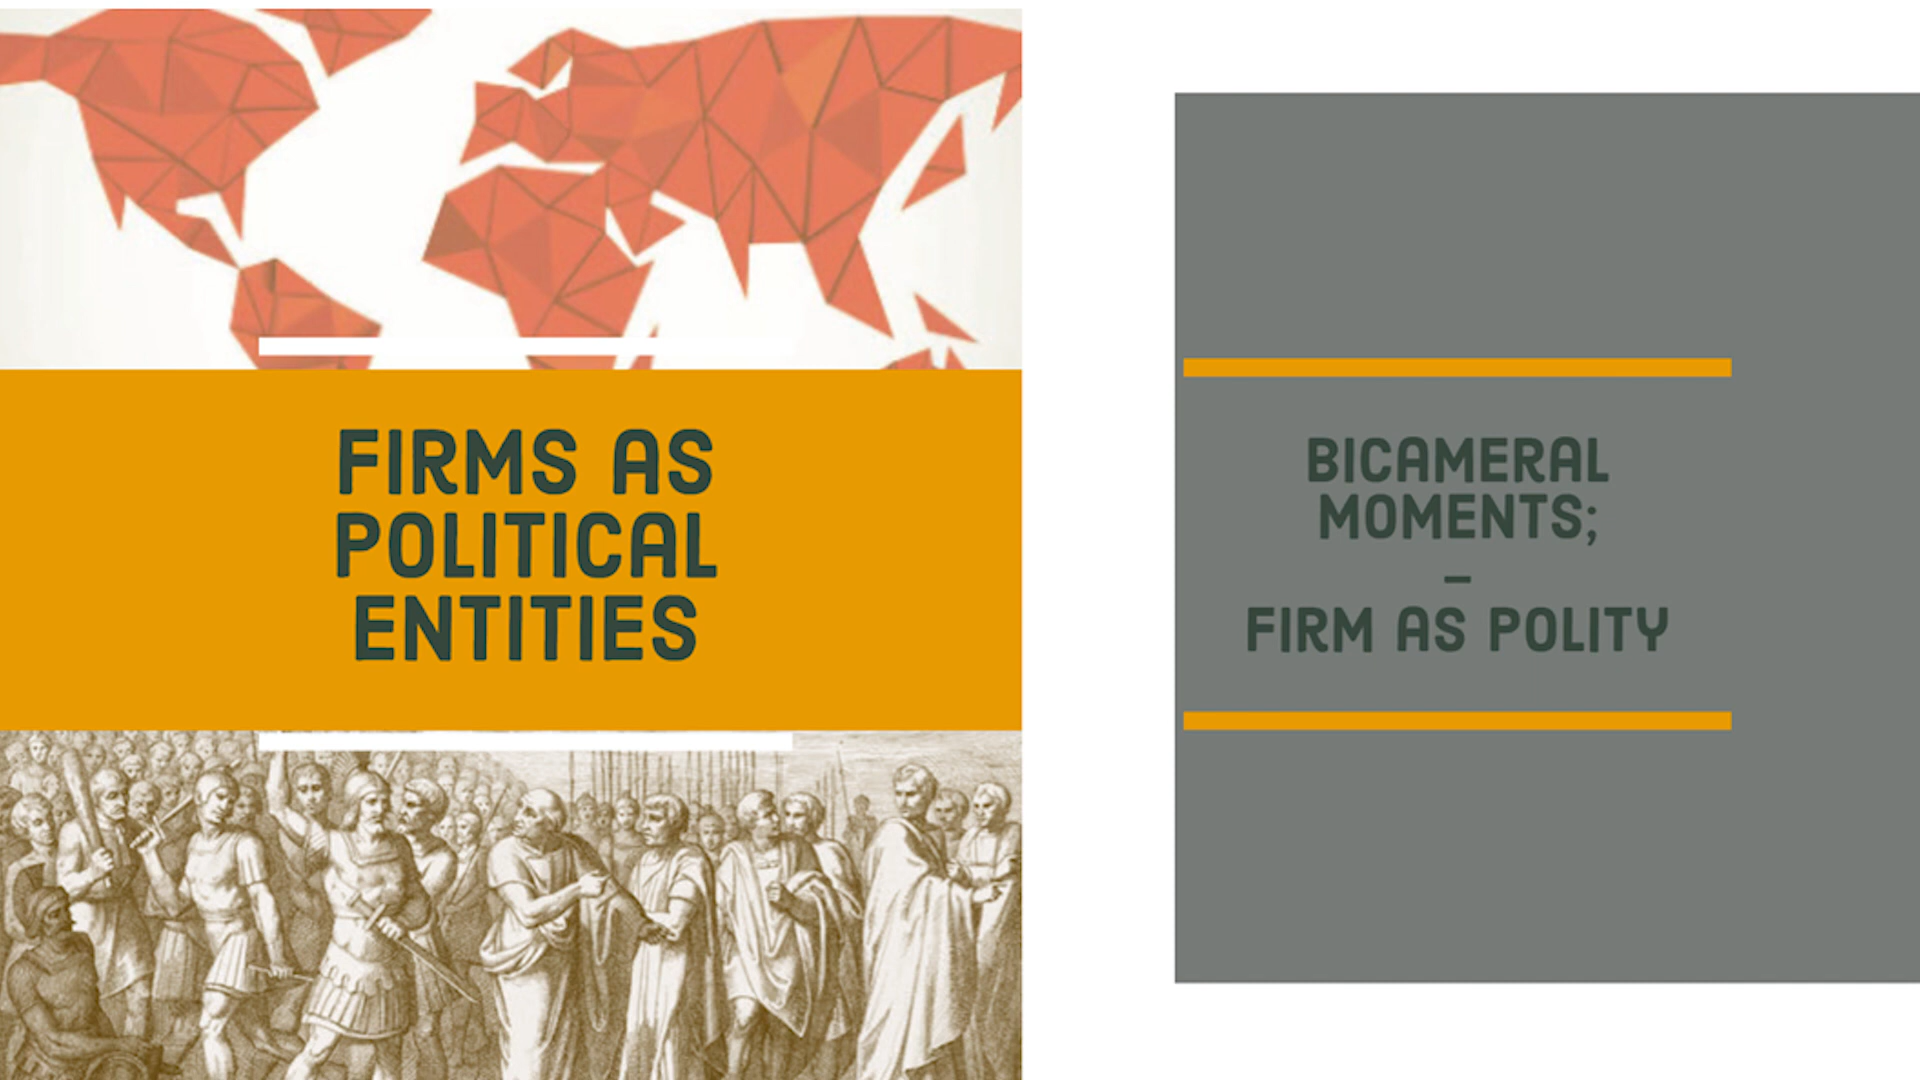 FIRMS AS
POLITICAL
ENTITIES
BICAMERAL
MOMENTS;
–
FIRM AS POLITY